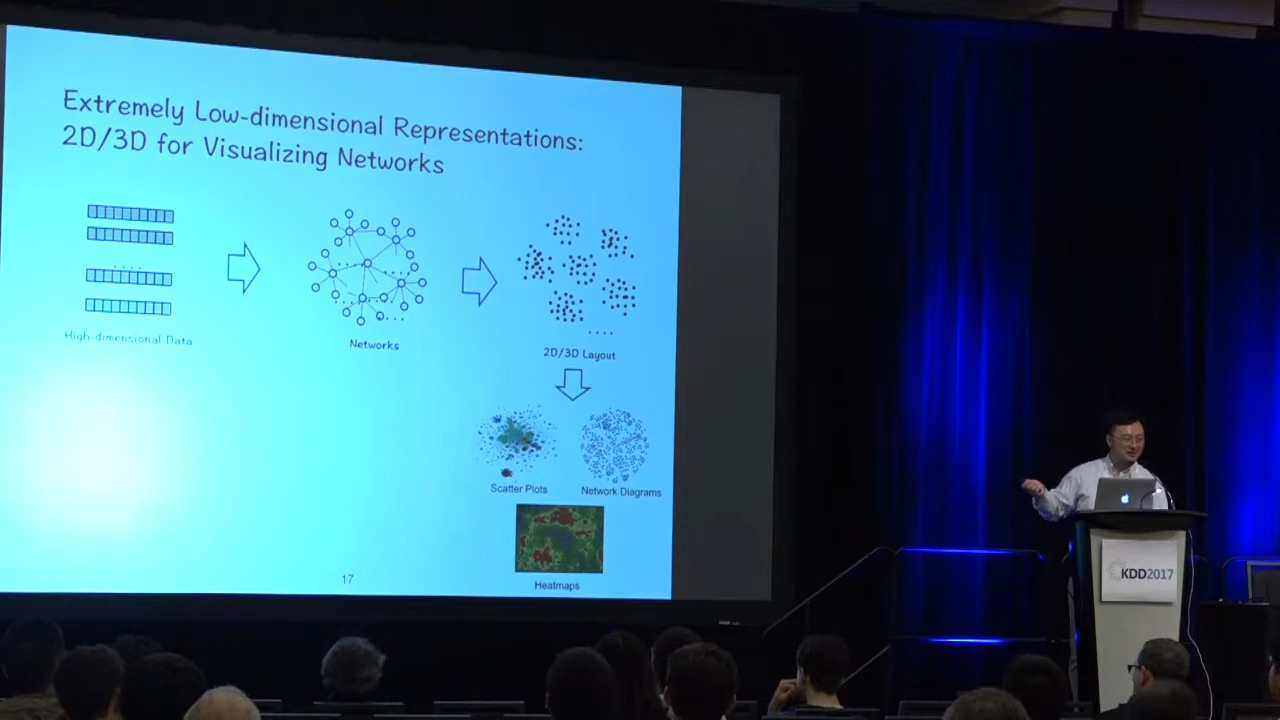 Extremely Low-dimensional Representations:
2D/3D for Visualizing Networks
High-dimensional Data
Networks
2D/3D Layout
Scatter Plots
Network Diagrams
Heatmaps
17
KDD2017